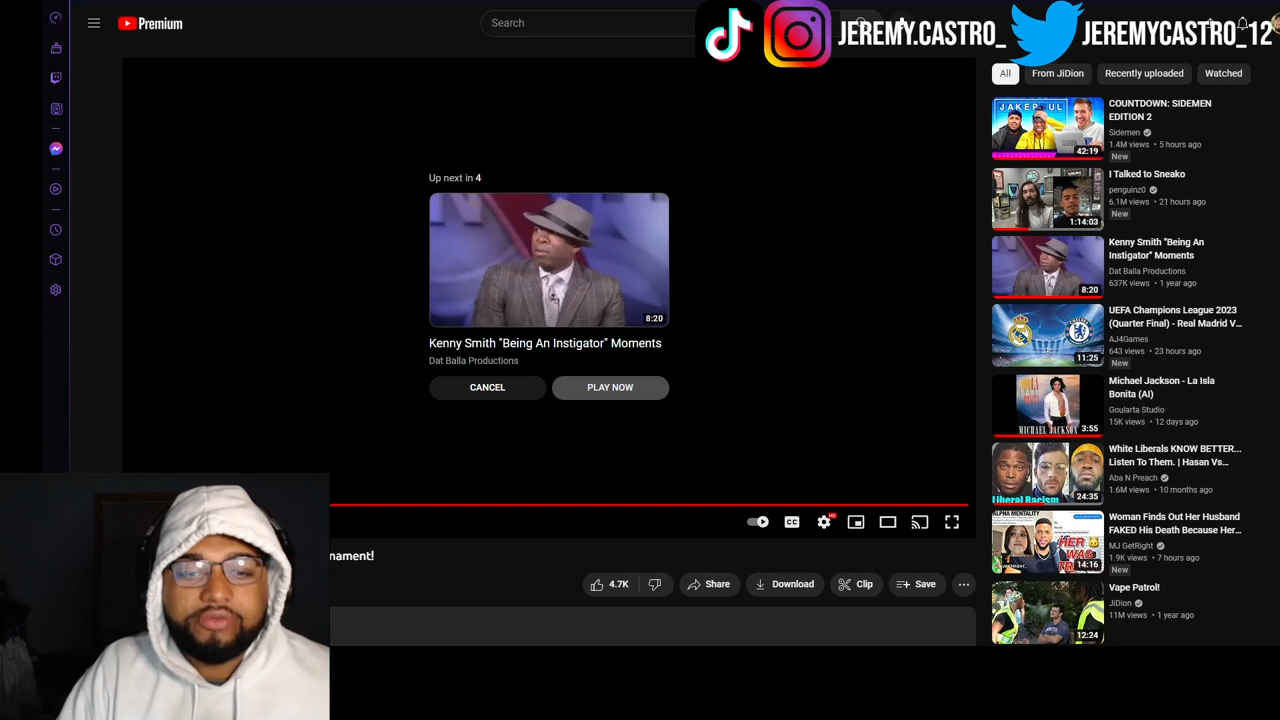 Premium
Search
JEREMY.CASTRO_
JEREMYCASTRO_12
All
From JiDion
Recently uploaded
Watched
Up next in 4
8:20
Kenny Smith "Being An Instigator" Moments
Dat Balla Productions
CANCEL
PLAY NOW
CC
HD
nament!
4.7K
Share
Download
Clip
Save
JAKEP UL
42:19
COUNTDOWN: SIDEMEN
EDITION 2
Sidemen
1.4M views • 5 hours ago
New
1:14:03
I Talked to Sneako
penguinz0
6.1M views • 21 hours ago
New
8:20
Kenny Smith "Being An
Instigator" Moments
Dat Balla Productions
637K views • 1 year ago
11:25
UEFA Champions League 2023
(Quarter Final) - Real Madrid V...
AJ4Games
643 views • 23 hours ago
New
MICHAEL JACKSON
3:55
Michael Jackson - La Isla
Bonita (AI)
Goularta Studio
15K views • 12 days ago
Liberal Racism
24:35
White Liberals KNOW BETTER...
Listen To Them. | Hasan Vs...
Aba N Preach
1.6M views • 10 months ago
ALPHA MENTALITY
HER
WAS
14:16
Woman Finds Out Her Husband
FAKED His Death Because Her...
MJ GetRight
1.9K views • 7 hours ago
New
12:24
Vape Patrol!
JiDion
11M views • 1 year ago